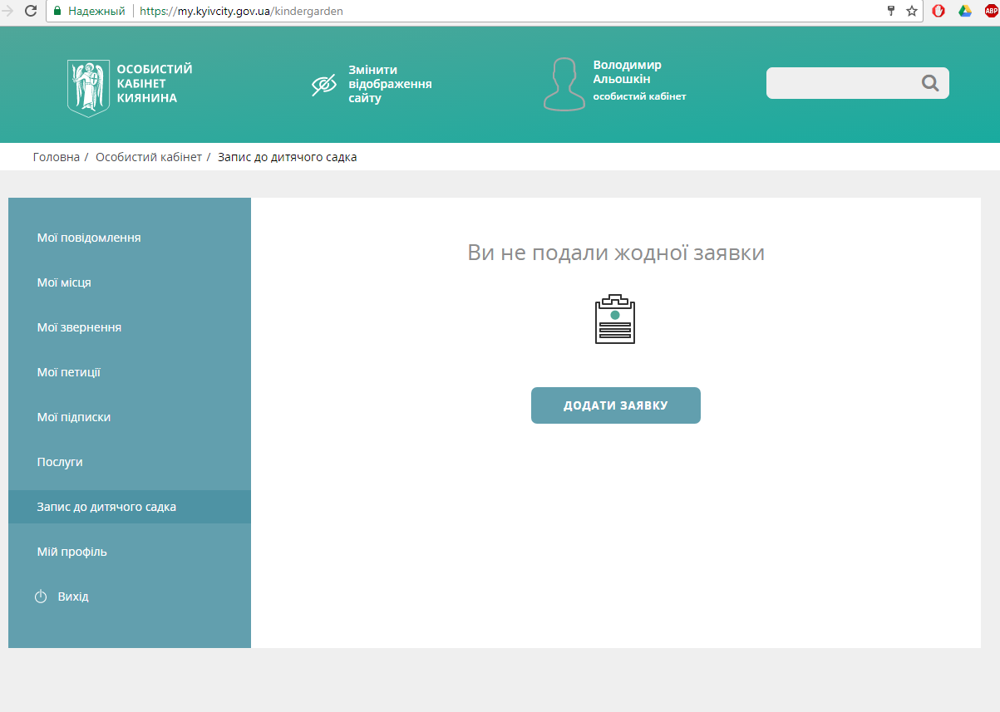 Надежный
https://my.kyivcity.gov.ua/kindergarden
ABP
ОСОБИСТИЙ
КАБІНЕТ
КИЯНИНА
Змінити
відображення
сайту
Володимир
Альошкін
особистий кабінет
Головна / Особистий кабінет / Запис до дитячого садка
Мої повідомлення
Мої місця
Мої звернення
Мої петиції
Мої підписки
Послуги
Запис до дитячого садка
Мій профіль
Вихід
Ви не подали жодної заявки
ДОДАТИ ЗАЯВКУ